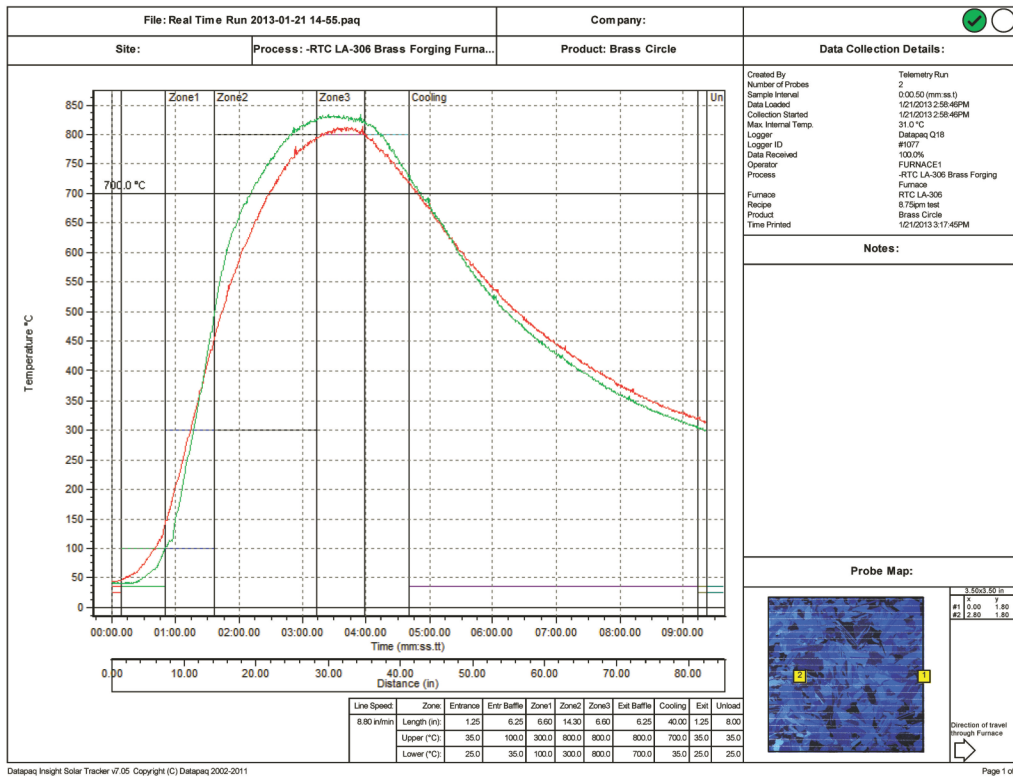 File: Real Time Run 2013-01-21 14-55.paq
Company:
Site:
Process: -RTC LA-306 Brass Forging Furna...
Product: Brass Circle
Data Collection Details:
Created By Telemetry Run
Number of Probes 2
Sample Interval 0:00.50 (mm:ss.t)
Data Loaded 1/21/2013 2:58:46PM
Collection Started 1/21/2013 2:58:46PM
Max. Internal Temp. 31.0 °C
Logger Datapaq Q18
Logger ID #1077
Data Received 100.0%
Operator FURNACE1
Process -RTC LA-306 Brass Forging
Furnace
Furnace RTC LA-306
Recipe 8.75ipm test
Product Brass Circle
Time Printed 1/21/2013 3:17:45PM
Notes:
Zone1 Zone2 Zone3 Cooling Un
850
800
750
700
700.0 °C
650
600
550
500
450
400
350
300
250
200
150
100
50
0
Temperature °C
00:00.00 01:00.00 02:00.00 03:00.00 04:00.00 05:00.00 06:00.00 07:00.00 08:00.00 09:00.00
Time (mm:ss.tt)
0.00 10.00 20.00 30.00 40.00 50.00 60.00 70.00 80.00
Distance (in)
Probe Map:
3.50x3.50 in
x y
#1 0.00 1.80
#2 2.80 1.80
2
1
Direction of travel
through Furnace
Line Speed: Zone: Entrance Entr Baffle Zone1 Zone2 Zone3 Exit Baffle Cooling Exit Unload
8.80 in/min Length (in): 1.25 6.25 6.60 14.30 6.60 6.25 40.00 1.25 8.00
Upper (°C): 35.0 100.0 300.0 800.0 800.0 800.0 700.0 35.0 35.0
Lower (°C): 25.0 35.0 100.0 300.0 800.0 700.0 35.0 25.0 25.0
Datapaq Insight Solar Tracker v7.05 Copyright (C) Datapaq 2002-2011
Page 1 of